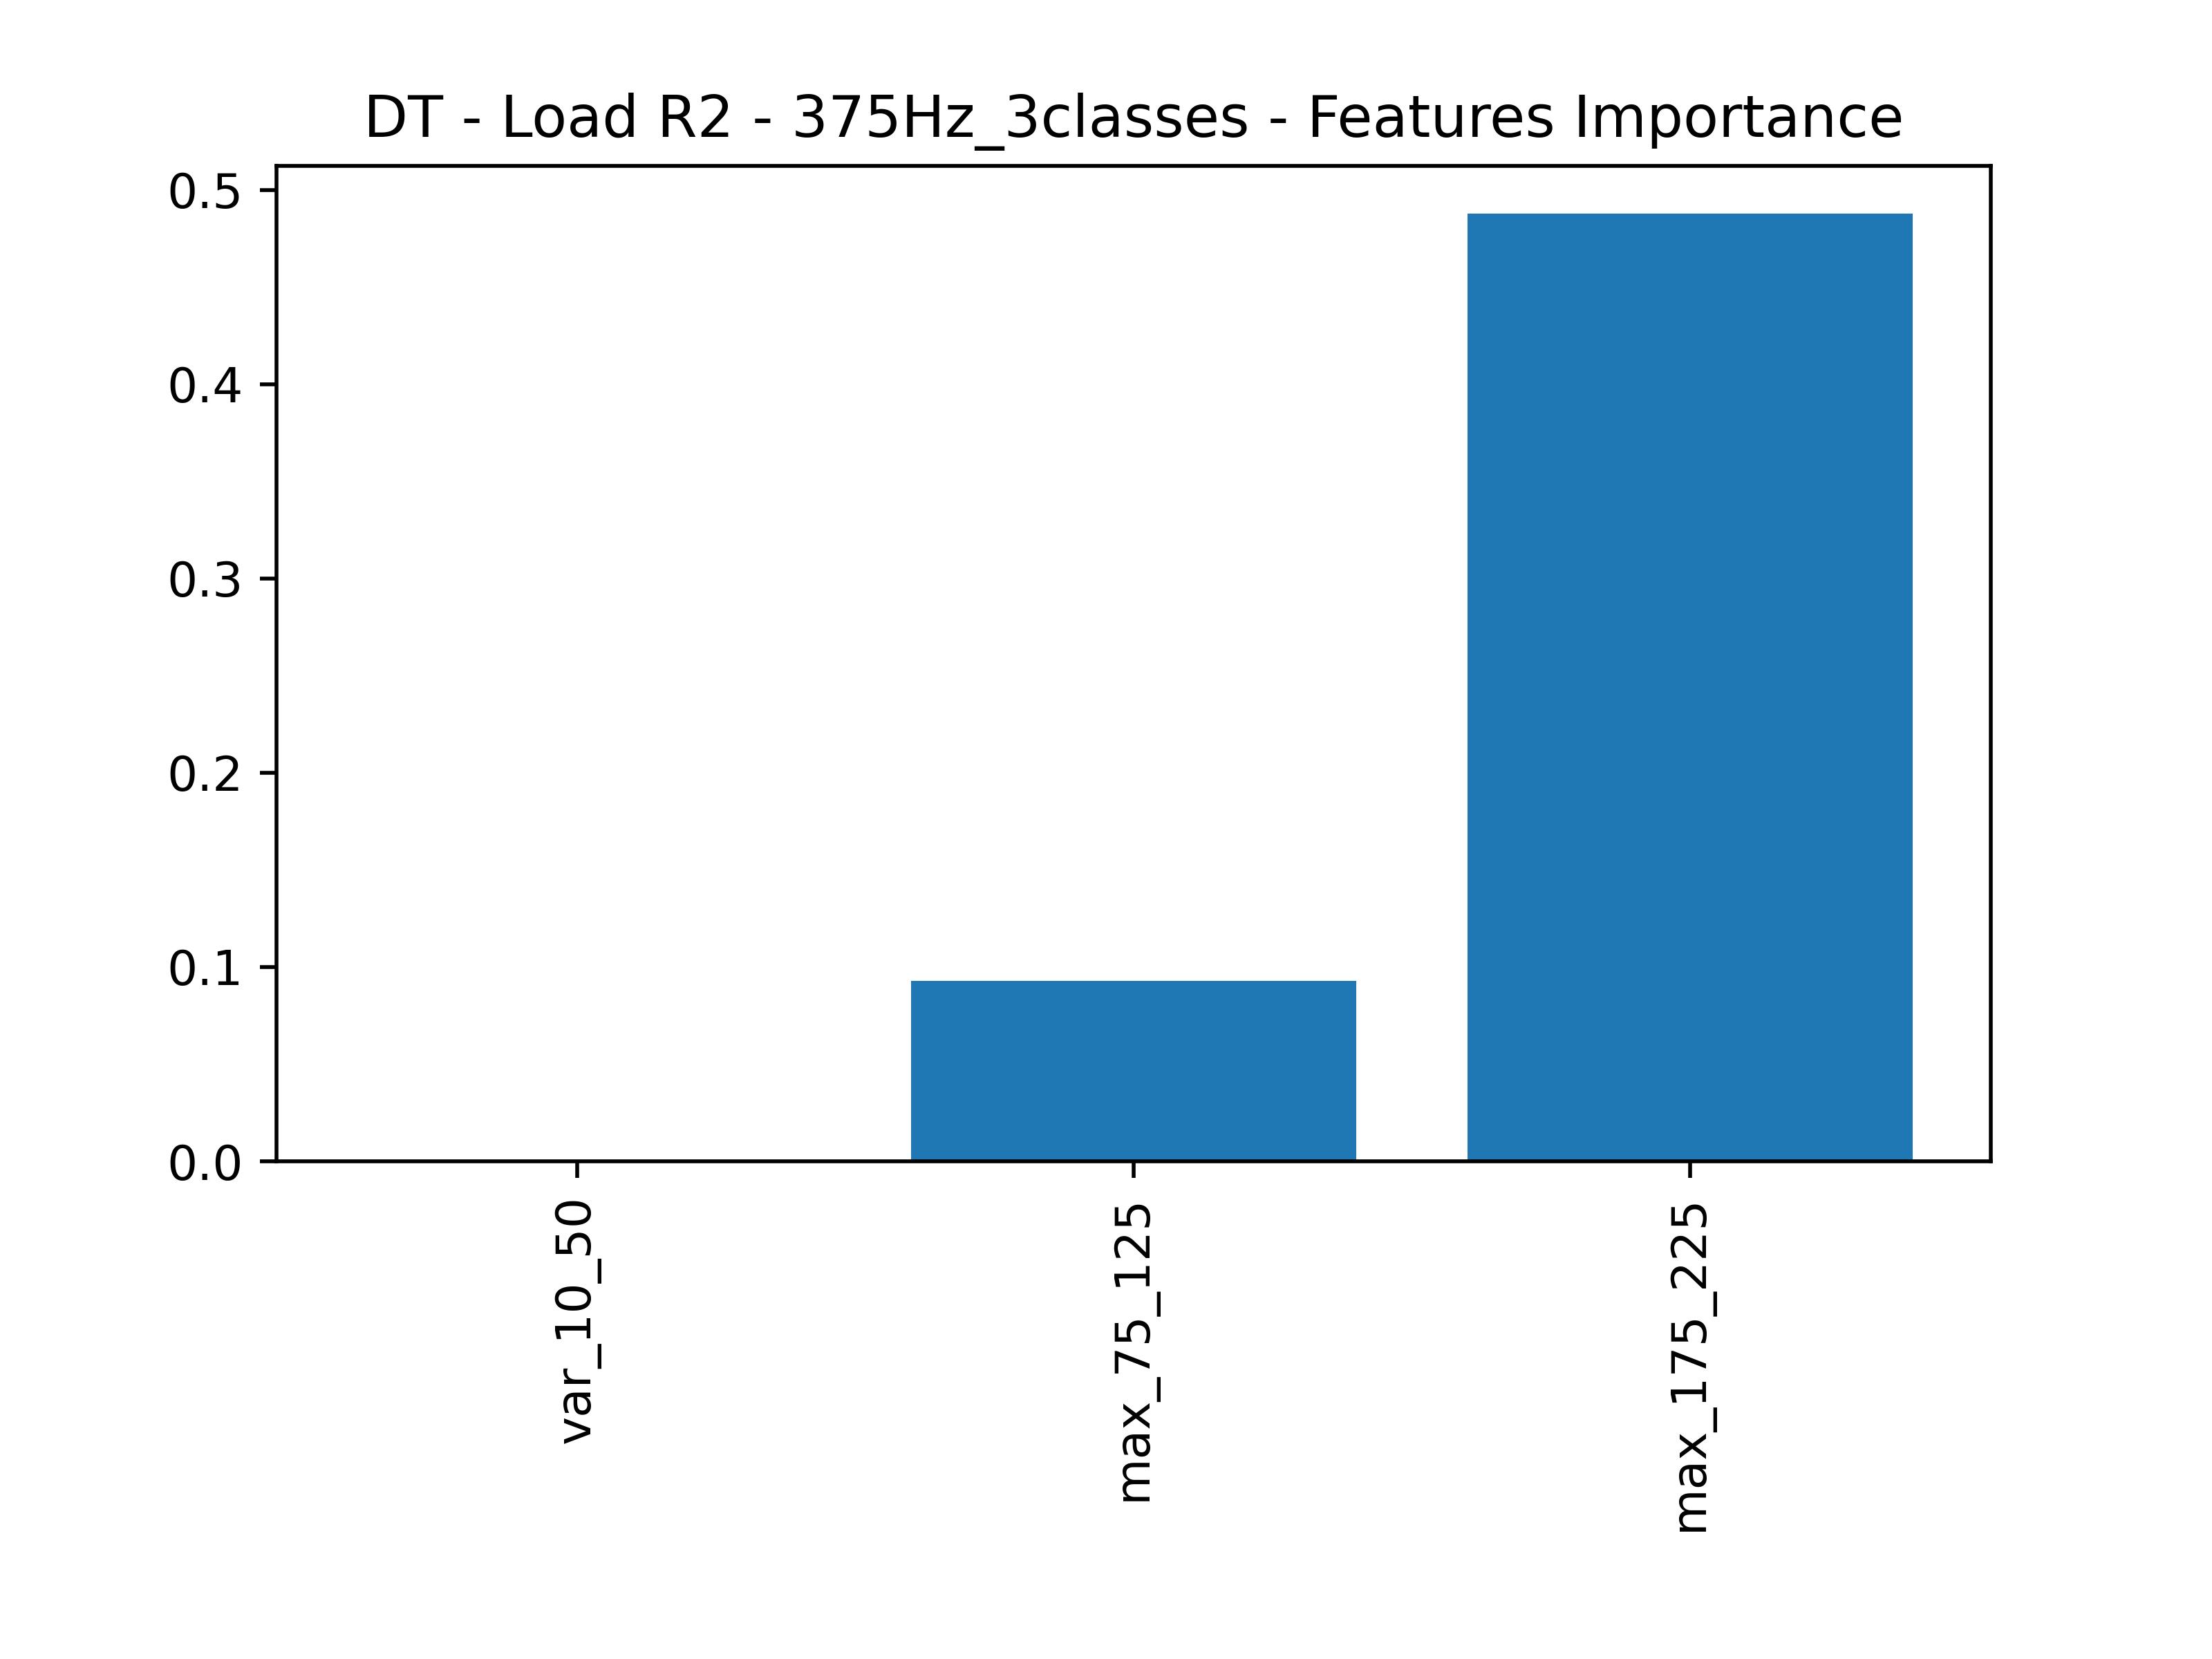 DT - Load R2 - 375Hz_3classes - Features Importance
0.5
0.4
0.3
0.2
0.1
0.0
var_10_50
max_75_125
max_175_225